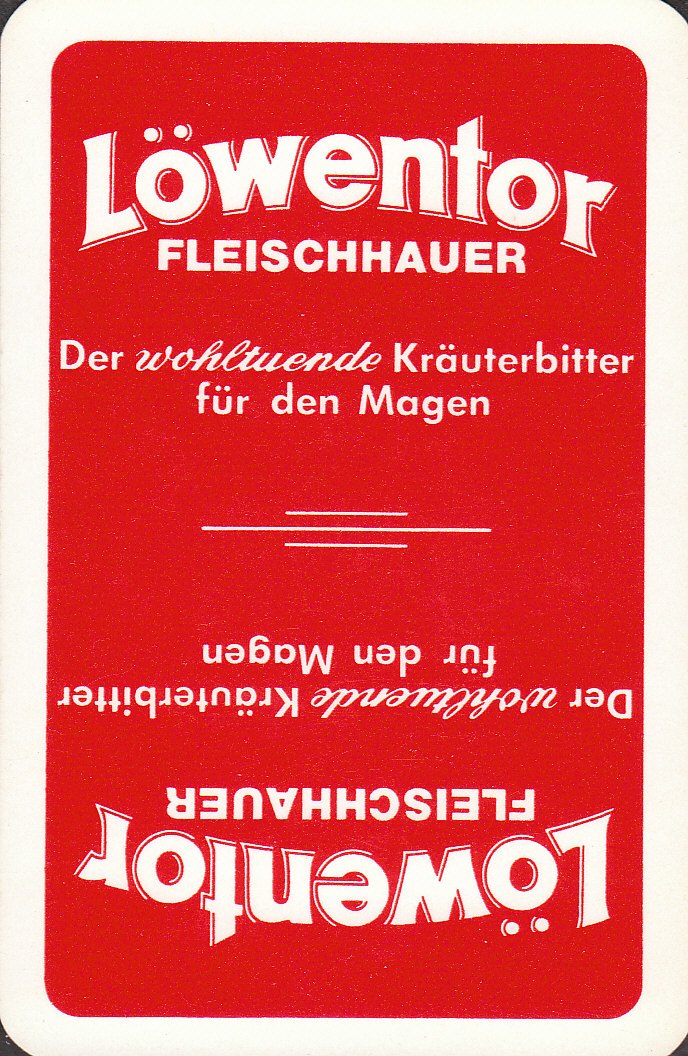 Löwentor
FLEISCHHAUER
Der wohltuende Kräuterbitter
für den Magen
Löwentor
FLEISCHHAUER
Der wohltuende Kräuterbitter
für den Magen